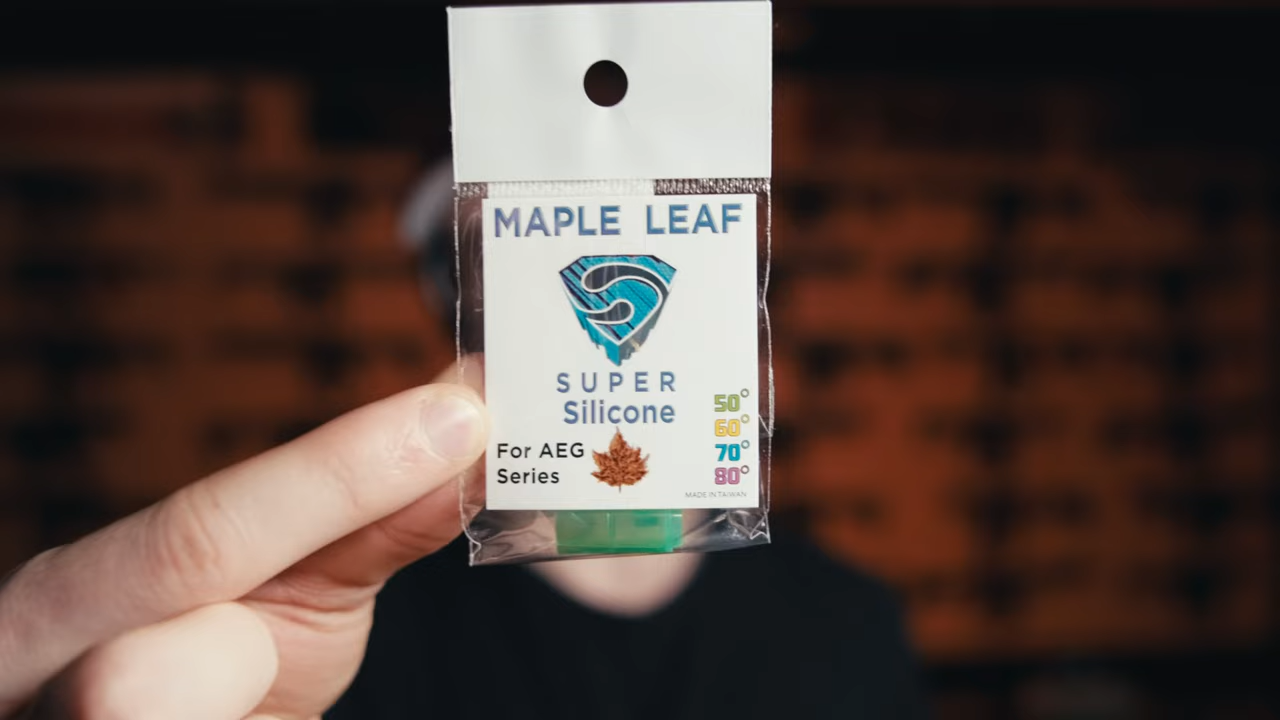 MAPLE LEAF
SUPER
Silicone
For AEG
Series
50°
60°
70°
80°
MADE IN TAIWAN